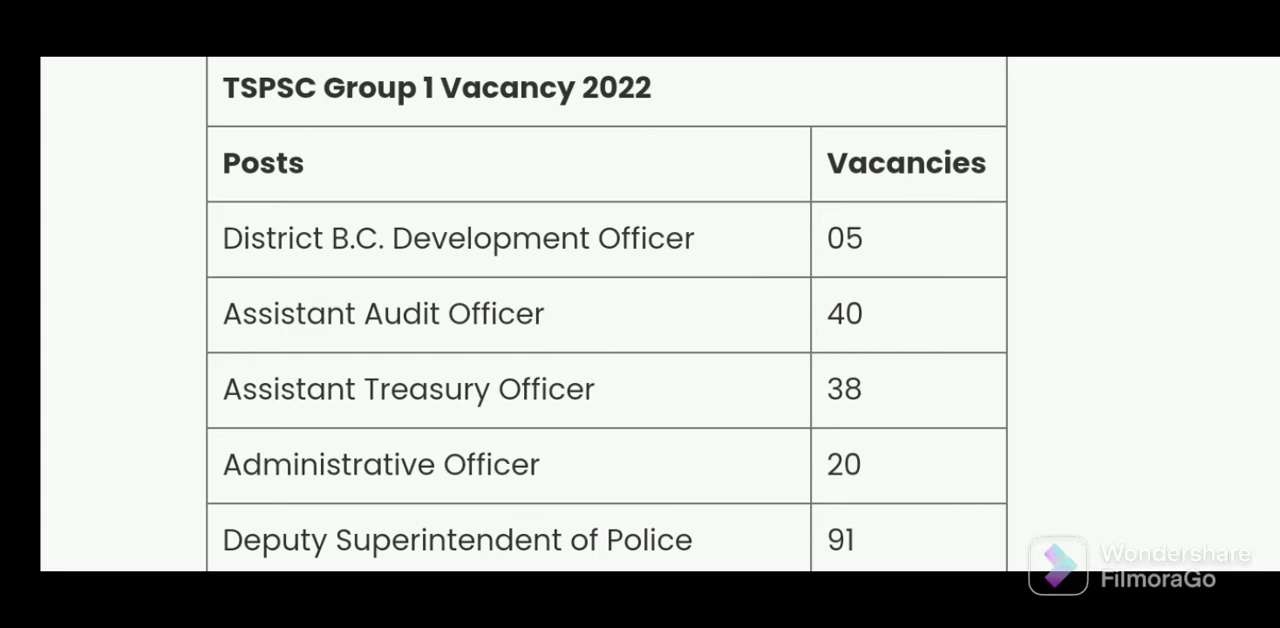 TSPSC Group 1 Vacancy 2022
Posts Vacancies
District B.C. Development Officer 05
Assistant Audit Officer 40
Assistant Treasury Officer 38
Administrative Officer 20
Deputy Superintendent of Police 91
Wondershare
FilmoraGo